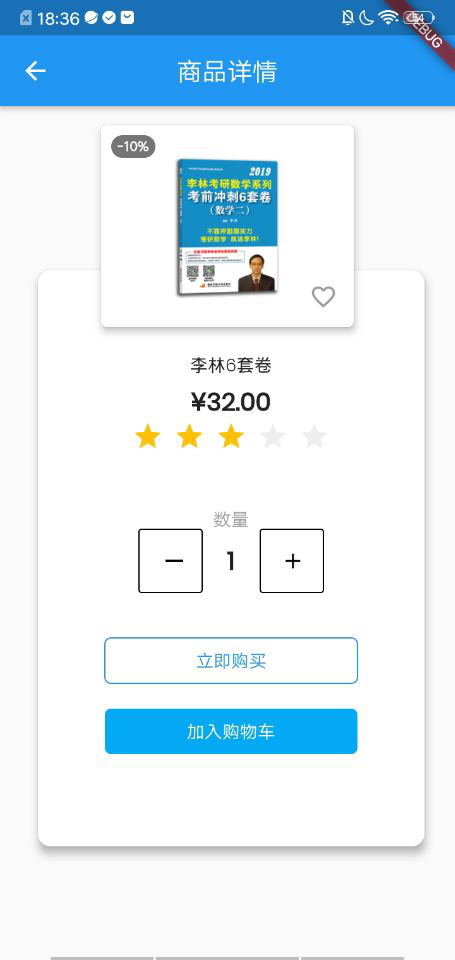 18:36
54
DEBUG
商品详情
-10%
2019
李林考研数学系列
考前冲刺6套卷
(数学二)
不靠押题靠实力
考研数学 就选李林!
李林6套卷
¥32.00
数量
1
立即购买
加入购物车